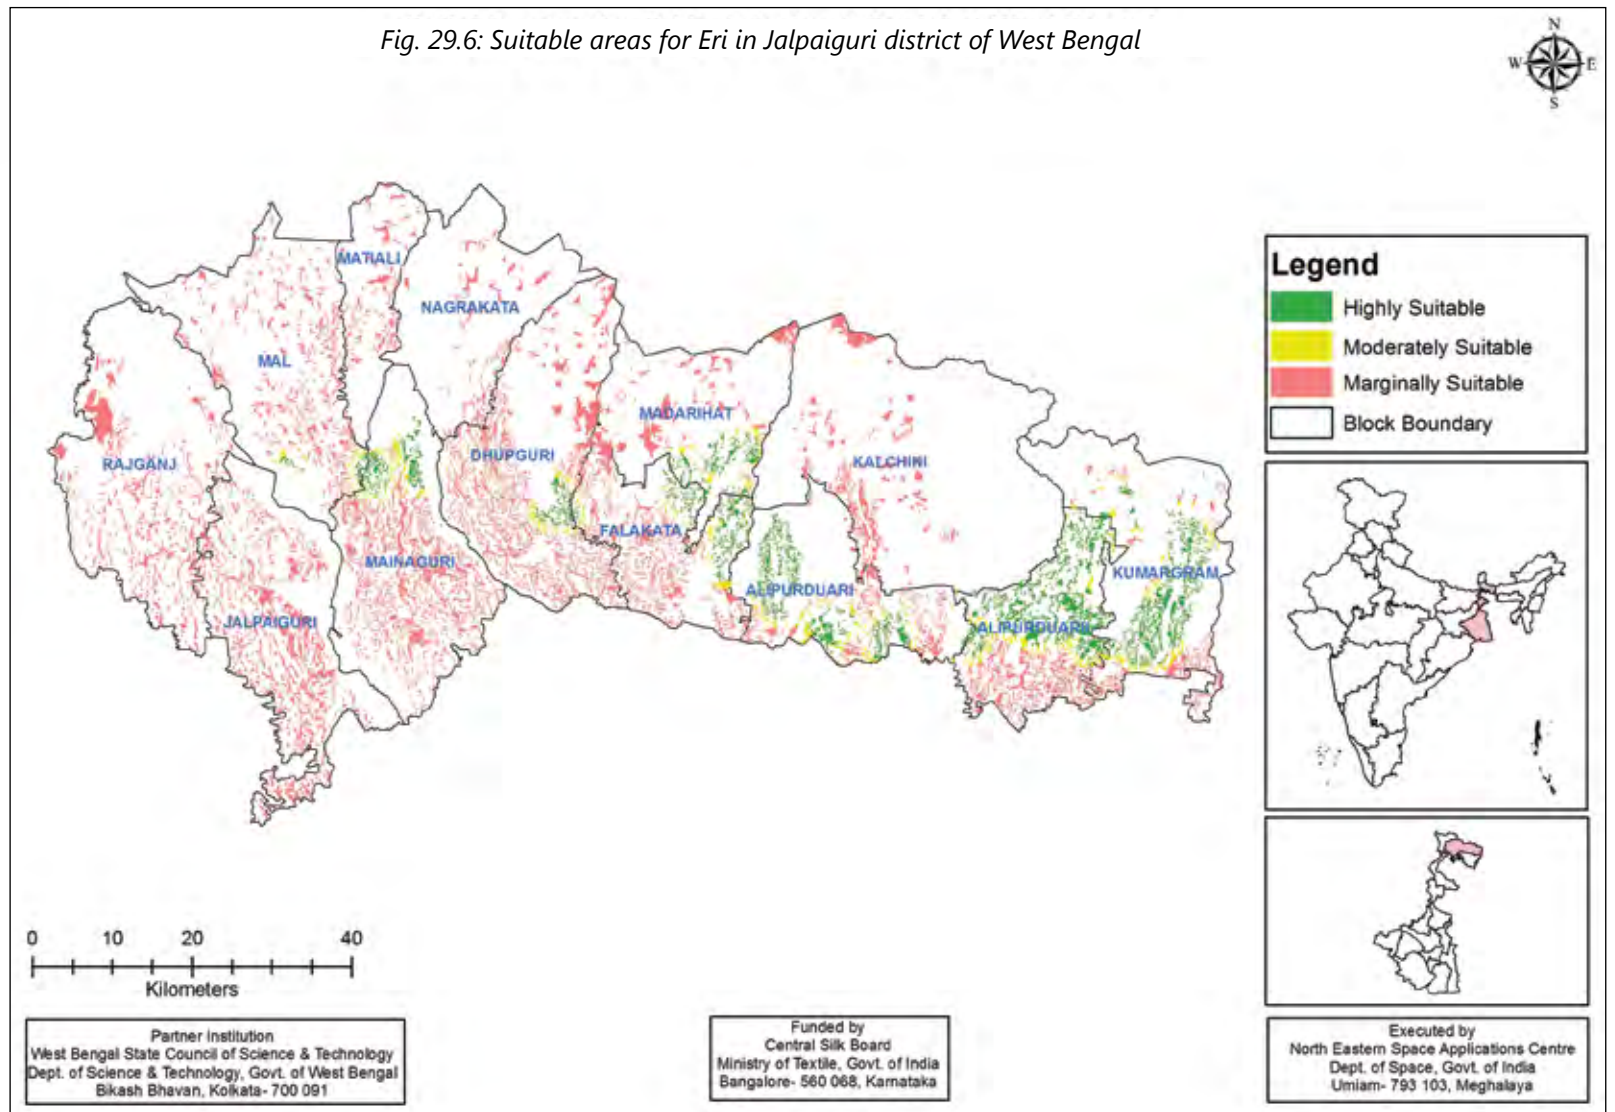 Fig. 29.6: Suitable areas for Eri in Jalpaiguri district of West Bengal
N
W
E
S
MATIALI
NAGRAKATA
MAL
MADARIHAT
RAJGANJ
DHUPGURI
KALCHINI
FALAKATA
MAINAGURI
ALIPURDUARI
KUMARGRAM
JALPAIGURI
ALIPURDUARII
Legend
Highly Suitable
Moderately Suitable
Marginally Suitable
Block Boundary
0 10 20 40
Kilometers
Partner Institution
West Bengal State Council of Science & Technology
Dept. of Science & Technology, Govt. of West Bengal
Bikash Bhavan, Kolkata- 700 091
Funded by
Central Silk Board
Ministry of Textile, Govt. of India
Bangalore- 560 068, Karnataka
Executed by
North Eastern Space Applications Centre
Dept. of Space, Govt. of India
Umiam- 793 103, Meghalaya